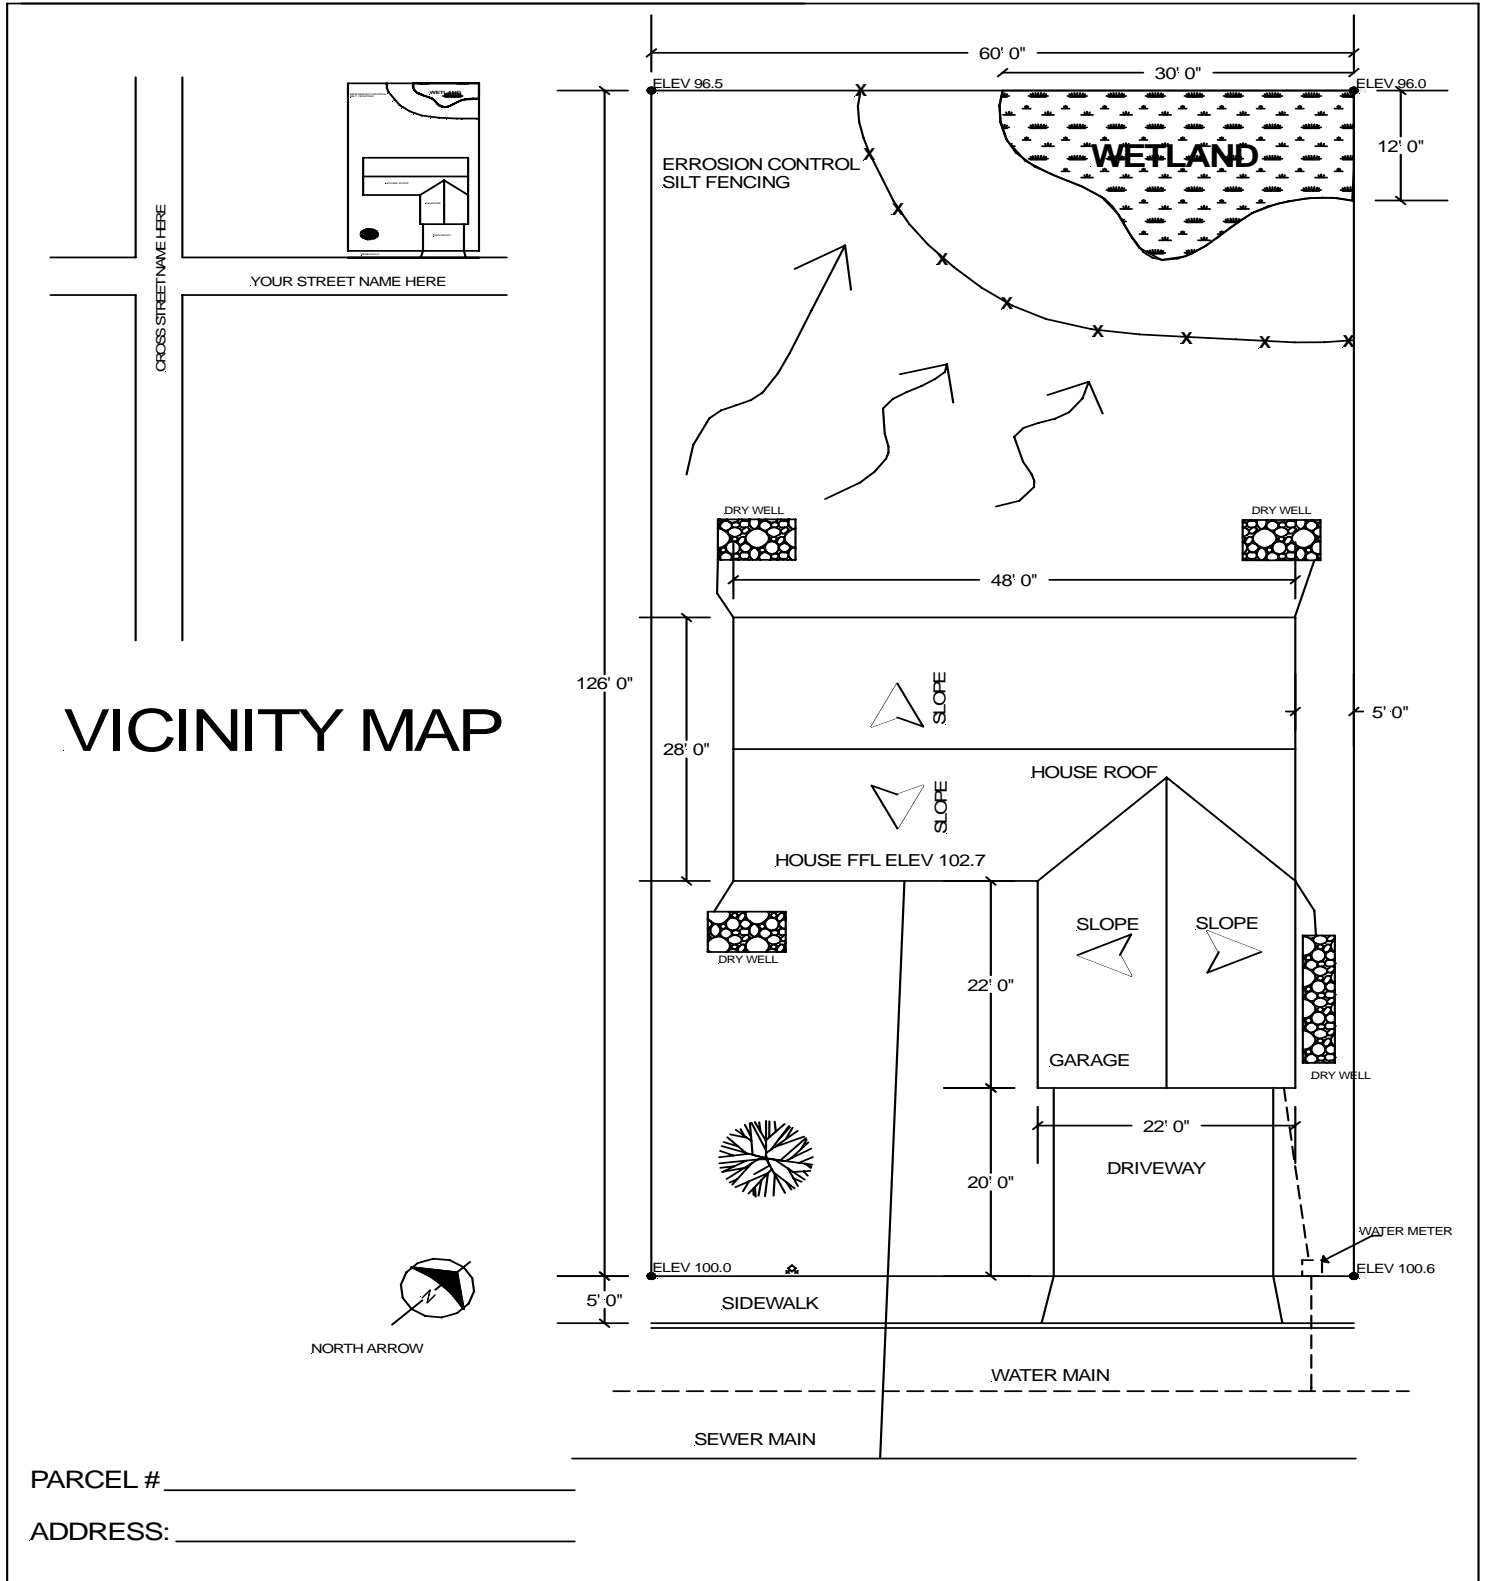 60' 0"
30' 0"
ELEV 96.5
ELEV 96.0
WETLAND
12' 0"
ERROSION CONTROL
SILT FENCING
WETLAND
CROSS STREET NAME HERE
YOUR STREET NAME HERE
DRY WELL
DRY WELL
48' 0"
126' 0"
SLOPE
5' 0"
VICINITY MAP
28' 0"
HOUSE ROOF
SLOPE
HOUSE FFL ELEV 102.7
SLOPE
SLOPE
DRY WELL
22' 0"
GARAGE
DRY WELL
22' 0"
DRIVEWAY
20' 0"
WATER METER
ELEV 100.0
ELEV 100.6
5' 0"
SIDEWALK
N
NORTH ARROW
WATER MAIN
SEWER MAIN
PARCEL #
ADDRESS: